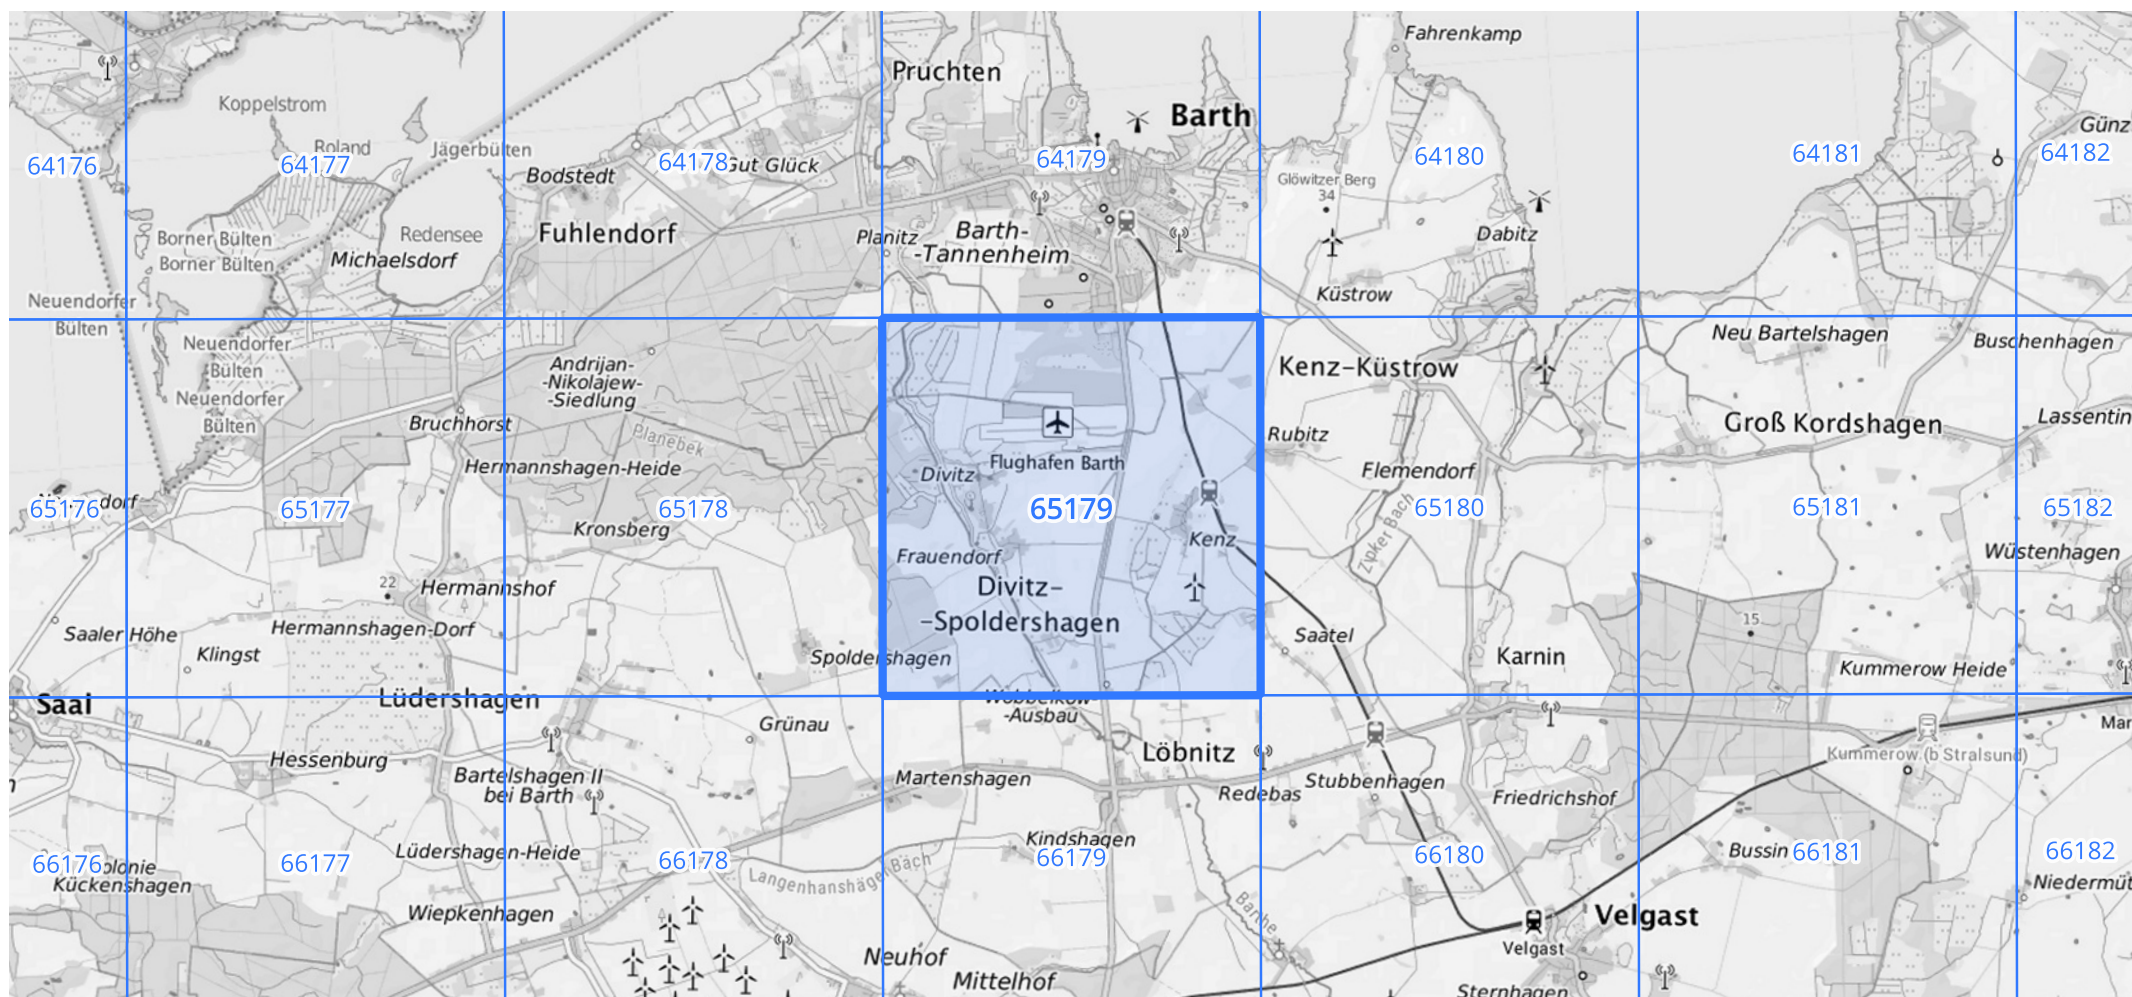 Fahrenkamp
Pruchten
Koppelstrom
Barth
Günz
Roland
Jägerbülten
64176
64177
64178
Gut Glück
64179
64180
64181
64182
Bodstedt
Glöwitzer Berg
34
Borner Bülten
Borner Bülten
Redensee
Michaelsdorf
Fuhlendorf
Planitz
Barth-
-Tannenheim
Dabitz
Küstrow
Neuendorfer
Bülten
Neuendorfer
Bülten
Neuendorfer
Bülten
Andrijan-
-Nikolajew-
-Siedlung
Kenz-Küstrow
Neu Bartelshagen
Buschenhagen
Bruchhorst
Planebek
Hermannshagen-Heide
Flughafen Barth
Divitz
Rubitz
Flemendorf
Groß Kordshagen
Lassentin
65176
65177
65178
65179
65180
65181
65182
Kronsberg
Kenz
Zipker Bach
Wüstenhagen
Frauendorf
Divitz-
-Spoldershagen
22
Hermannshof
Hermannshagen-Dorf
Saaler Höhe
Klingst
Spoldershagen
Saatel
Karnin
15
Kummerow Heide
Saal
Lüdershagen
Wobbelkow-
-Ausbau
Grünau
Löbnitz
Mar
Kummerow (b Stralsund)
Hessenburg
Bartelshagen II
bei Barth
Martenshagen
Redebas
Stubbenhagen
Friedrichshof
Kindshagen
Lüdershagen-Heide
66176
66177
66178
66179
66180
Bussin
66181
66182
Kückenshagen
Langenhanshäger Bach
Niedermüt
Wiepkenhagen
Barthe
Velgast
Velgast
Neuhof
Mittelhof
Sternhagen